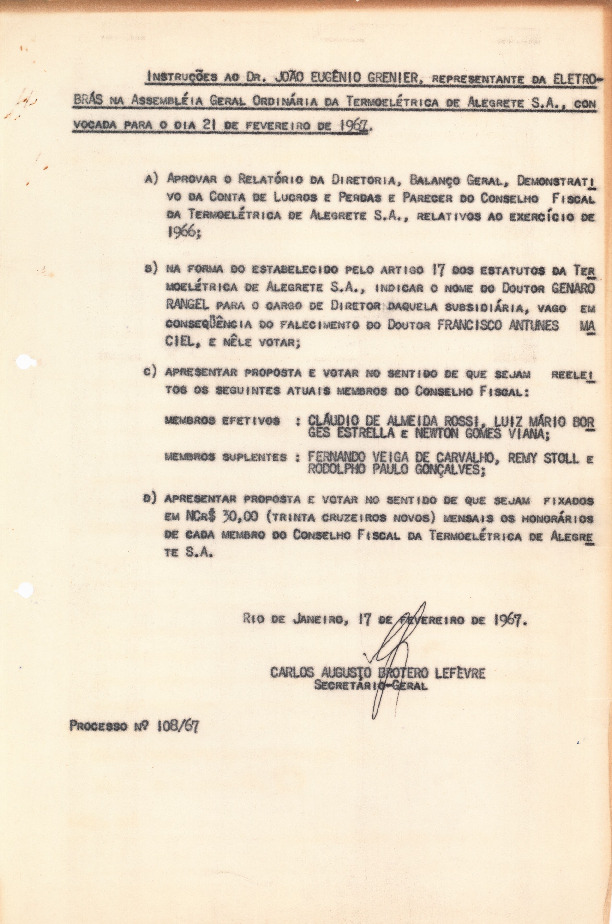 INSTRUÇÕES AO DR. JOÃO EUGÊNIO GRENIER, REPRESENTANTE DA ELETRO-
BRÁS NA ASSEMBLÉIA GERAL ORDINÁRIA DA TERMOELÉTRICA DE ALEGRETE S.A., CON
VOCADA PARA O DIA 21 DE FEVEREIRO DE 1967.
A) APROVAR O RELATÓRIO DA DIRETORIA, BALANÇO GERAL, DEMONSTRATI
VO DA CONTA DE LUCROS E PERDAS E PARECER DO CONSELHO FISCAL
DA TERMOELÉTRICA DE ALEGRETE S.A., RELATIVOS AO EXERCÍCIO DE
1966;
B) NA FORMA DO ESTABELECIDO PELO ARTIGO 17 DOS ESTATUTOS DA TER
MOELÉTRICA DE ALEGRETE S.A., INDICAR O NOME DO DOUTOR GENARO
RANGEL PARA O CARGO DE DIRETOR DAQUELA SUBSIDIÁRIA, VAGO EM
CONSEQÜÊNCIA DO FALECIMENTO DO DOUTOR FRANCISCO ANTUNES MA
CIEL, E NÊLE VOTAR;
C) APRESENTAR PROPOSTA E VOTAR NO SENTIDO DE QUE SEJAM REELEI
TOS OS SEGUINTES ATUAIS MEMBROS DO CONSELHO FISCAL:
MEMBROS EFETIVOS : CLÁUDIO DE ALMEIDA ROSSI, LUIZ MÁRIO BOR
GES ESTRELLA E NEWTON GOMES VIANA;
MEMBROS SUPLENTES : FERNANDO VEIGA DE CARVALHO, REMY STOLL E
RODOLPHO PAULO GONÇALVES;
D) APRESENTAR PROPOSTA E VOTAR NO SENTIDO DE QUE SEJAM FIXADOS
EM NCR$ 30,00 (TRINTA CRUZEIROS NOVOS) MENSAIS OS HONORÁRIOS
DE CADA MEMBRO DO CONSELHO FISCAL DA TERMOELÉTRICA DE ALEGRE
TE S.A.
RIO DE JANEIRO, 17 DE FEVEREIRO DE 1967.
CARLOS AUGUSTO BROTERO LEFÈVRE
SECRETÁRIO-GERAL
PROCESSO Nº 108/67